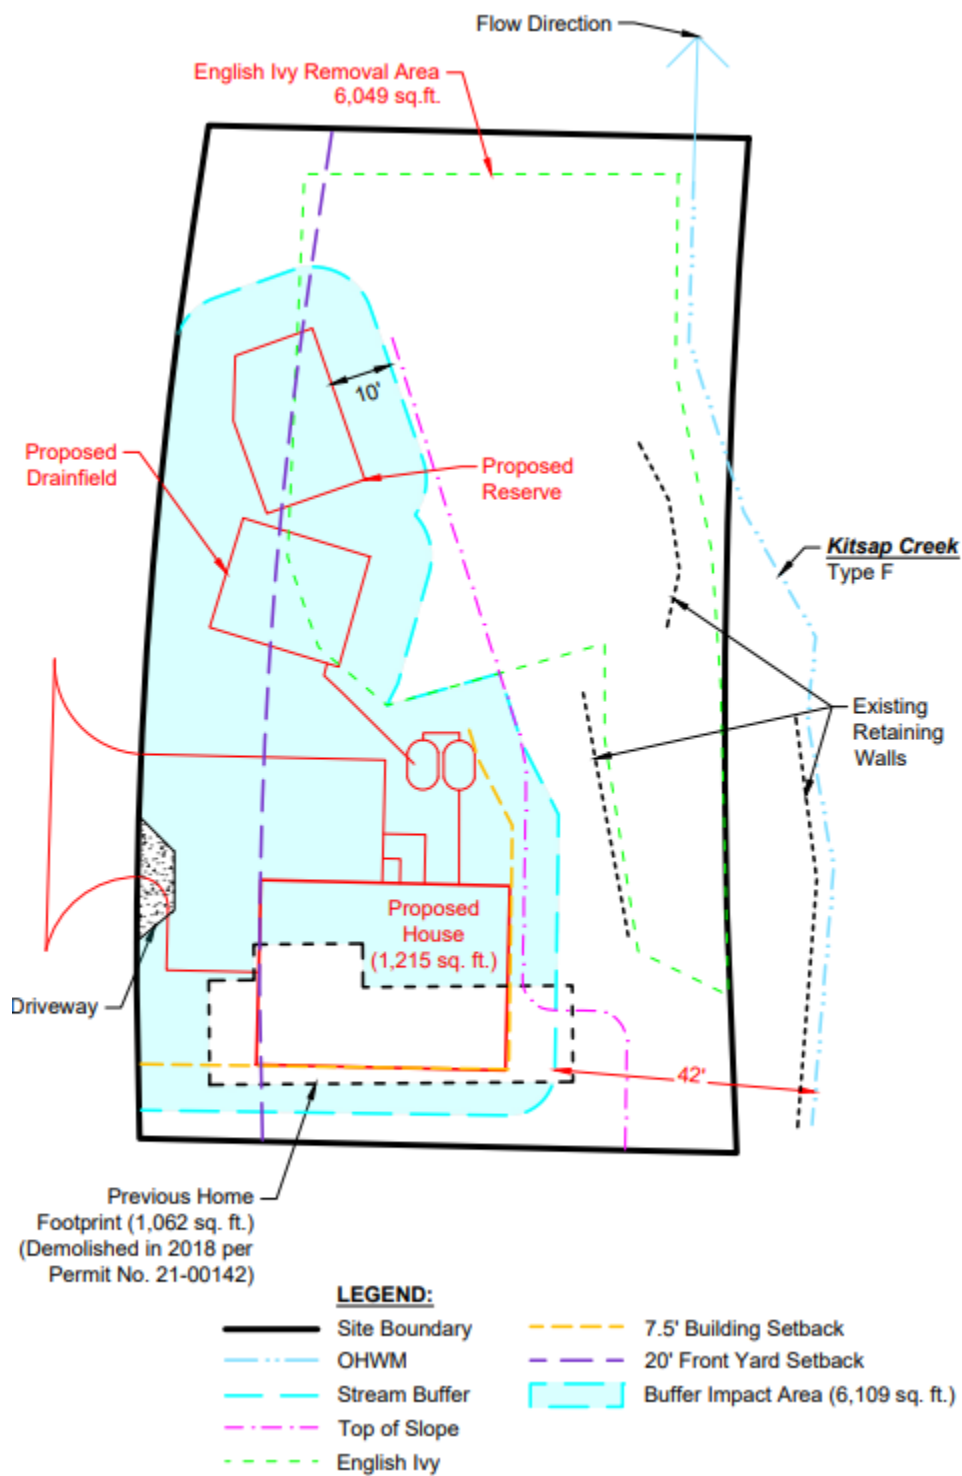 Flow Direction
English Ivy Removal Area
6,049 sq.ft.
10'
Proposed
Drainfield
Proposed
Reserve
Kitsap Creek
Type F
Existing
Retaining
Walls
Proposed
House
(1,215 sq. ft.)
Driveway
42'
Previous Home
Footprint (1,062 sq. ft.)
(Demolished in 2018 per
Permit No. 21-00142)
LEGEND:
Site Boundary
OHWM
Stream Buffer
Top of Slope
English Ivy
7.5' Building Setback
20' Front Yard Setback
Buffer Impact Area (6,109 sq. ft.)